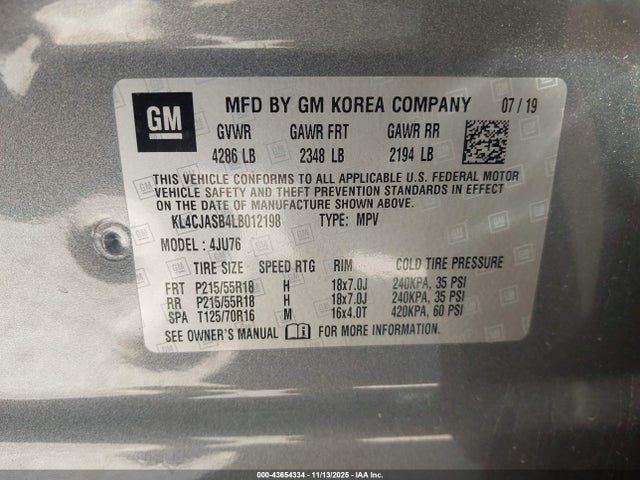 GM
MFD BY GM KOREA COMPANY 07/19
GVWR GAWR FRT GAWR RR
4286 LB 2348 LB 2194 LB
THIS VEHICLE CONFORMS TO ALL APPLICABLE U.S. FEDERAL MOTOR
VEHICLE SAFETY AND THEFT PREVENTION STANDARDS IN EFFECT
ON THE DATE OF MANUFACTURE SHOWN ABOVE.
KL4CJASB4LB012198 TYPE: MPV
MODEL : 4JU76
TIRE SIZE SPEED RTG RIM COLD TIRE PRESSURE
FRT P215/55R18 H 18x7.0J 240KPA, 35 PSI
RR P215/55R18 H 18x7.0J 240KPA, 35 PSI
SPA T125/70R16 M 16x4.0T 420KPA, 60 PSI
SEE OWNER'S MANUAL FOR MORE INFORMATION.
000-43654334 - 11/13/2025 - IAA Inc.